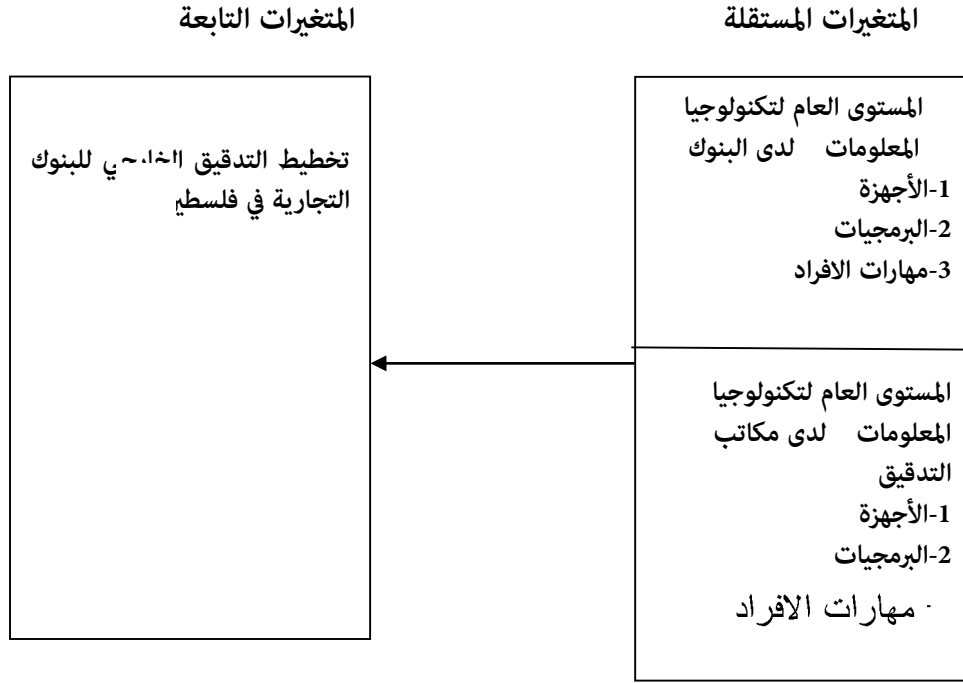 المتغيرات المستقلة
المستوى العام لتكنولوجيا
المعلومات لدى البنوك
1-الأجهزة
2-البرمجيات
3-مهارات الافراد
المستوى العام لتكنولوجيا
المعلومات لدى مكاتب
التدقيق
1-الأجهزة
2-البرمجيات
مهارات الافراد
المتغيرات التابعة
تخطيط التدقيق للبنوك
التجارية في